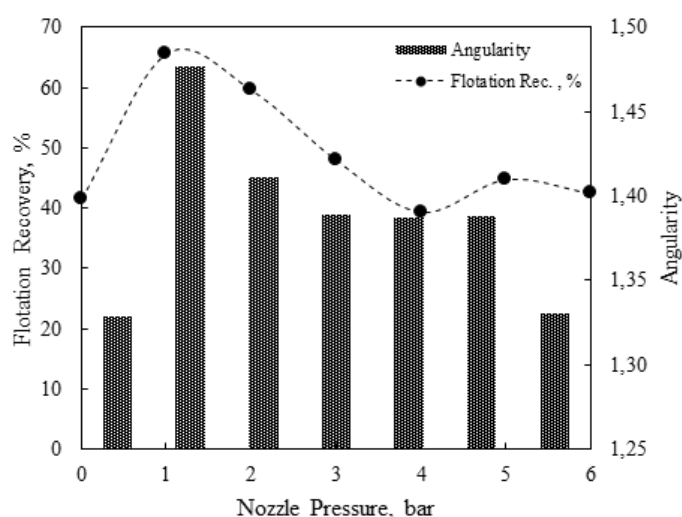 70
60
50
40
30
20
10
0
Flotation Recovery, %
Angularity
Flotation Rec. , %
1,50
1,45
1,40
1,35
1,30
1,25
Angularity
0 1 2 3 4 5 6
Nozzle Pressure, bar